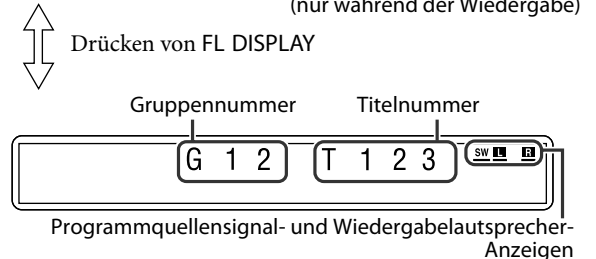 (nur während der Wiedergabe)
Drücken von FL DISPLAY
Gruppennummer Titelnummer
G 1 2 T 1 2 3 SW L R
Programmquellensignal- und Wiedergabelautsprecher-
Anzeigen